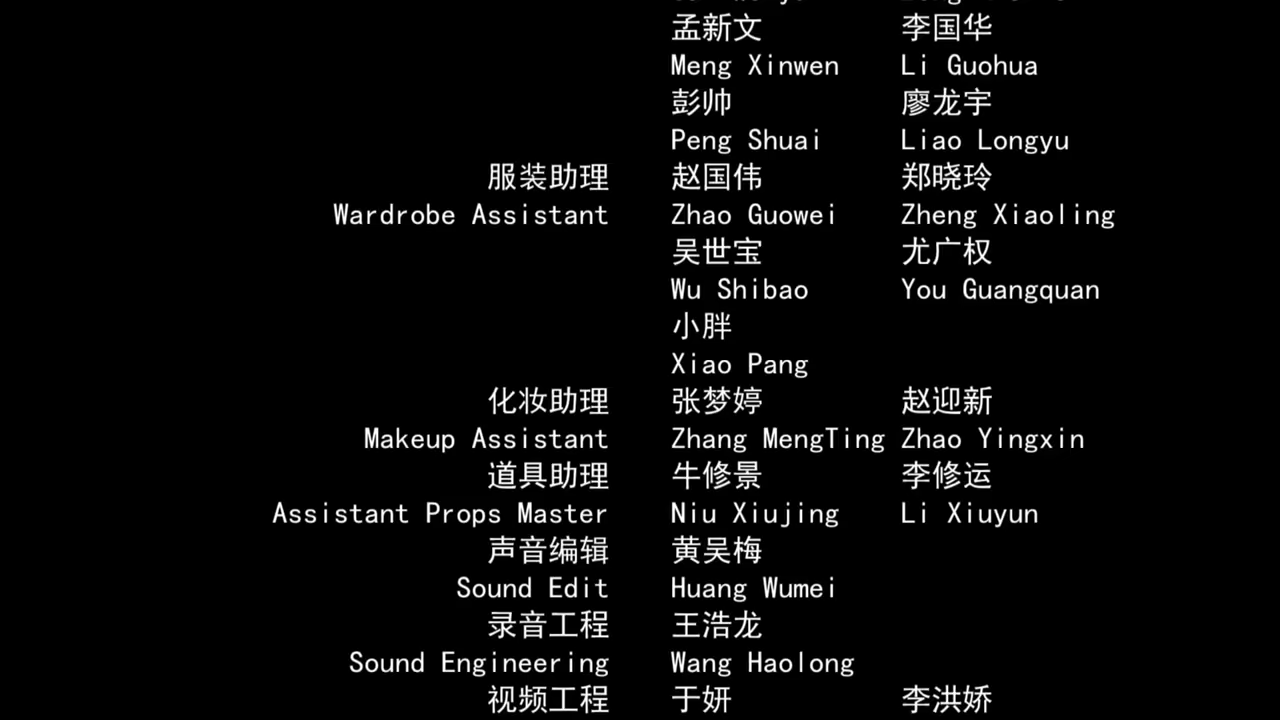 孟新文 李国华
Meng Xinwen Li Guohua
彭帅 廖龙宇
Peng Shuai Liao Longyu
服装助理 赵国伟 郑晓玲
Wardrobe Assistant Zhao Guowei Zheng Xiaoling
吴世宝 尤广权
Wu Shibao You Guangquan
小胖
Xiao Pang
化妆助理 张梦婷 赵迎新
Makeup Assistant Zhang MengTing Zhao Yingxin
道具助理 牛修景 李修运
Assistant Props Master Niu Xiujing Li Xiuyun
声音编辑 黄吴梅
Sound Edit Huang Wumei
录音工程 王浩龙
Sound Engineering Wang Haolong
视频工程 于妍 李洪娇